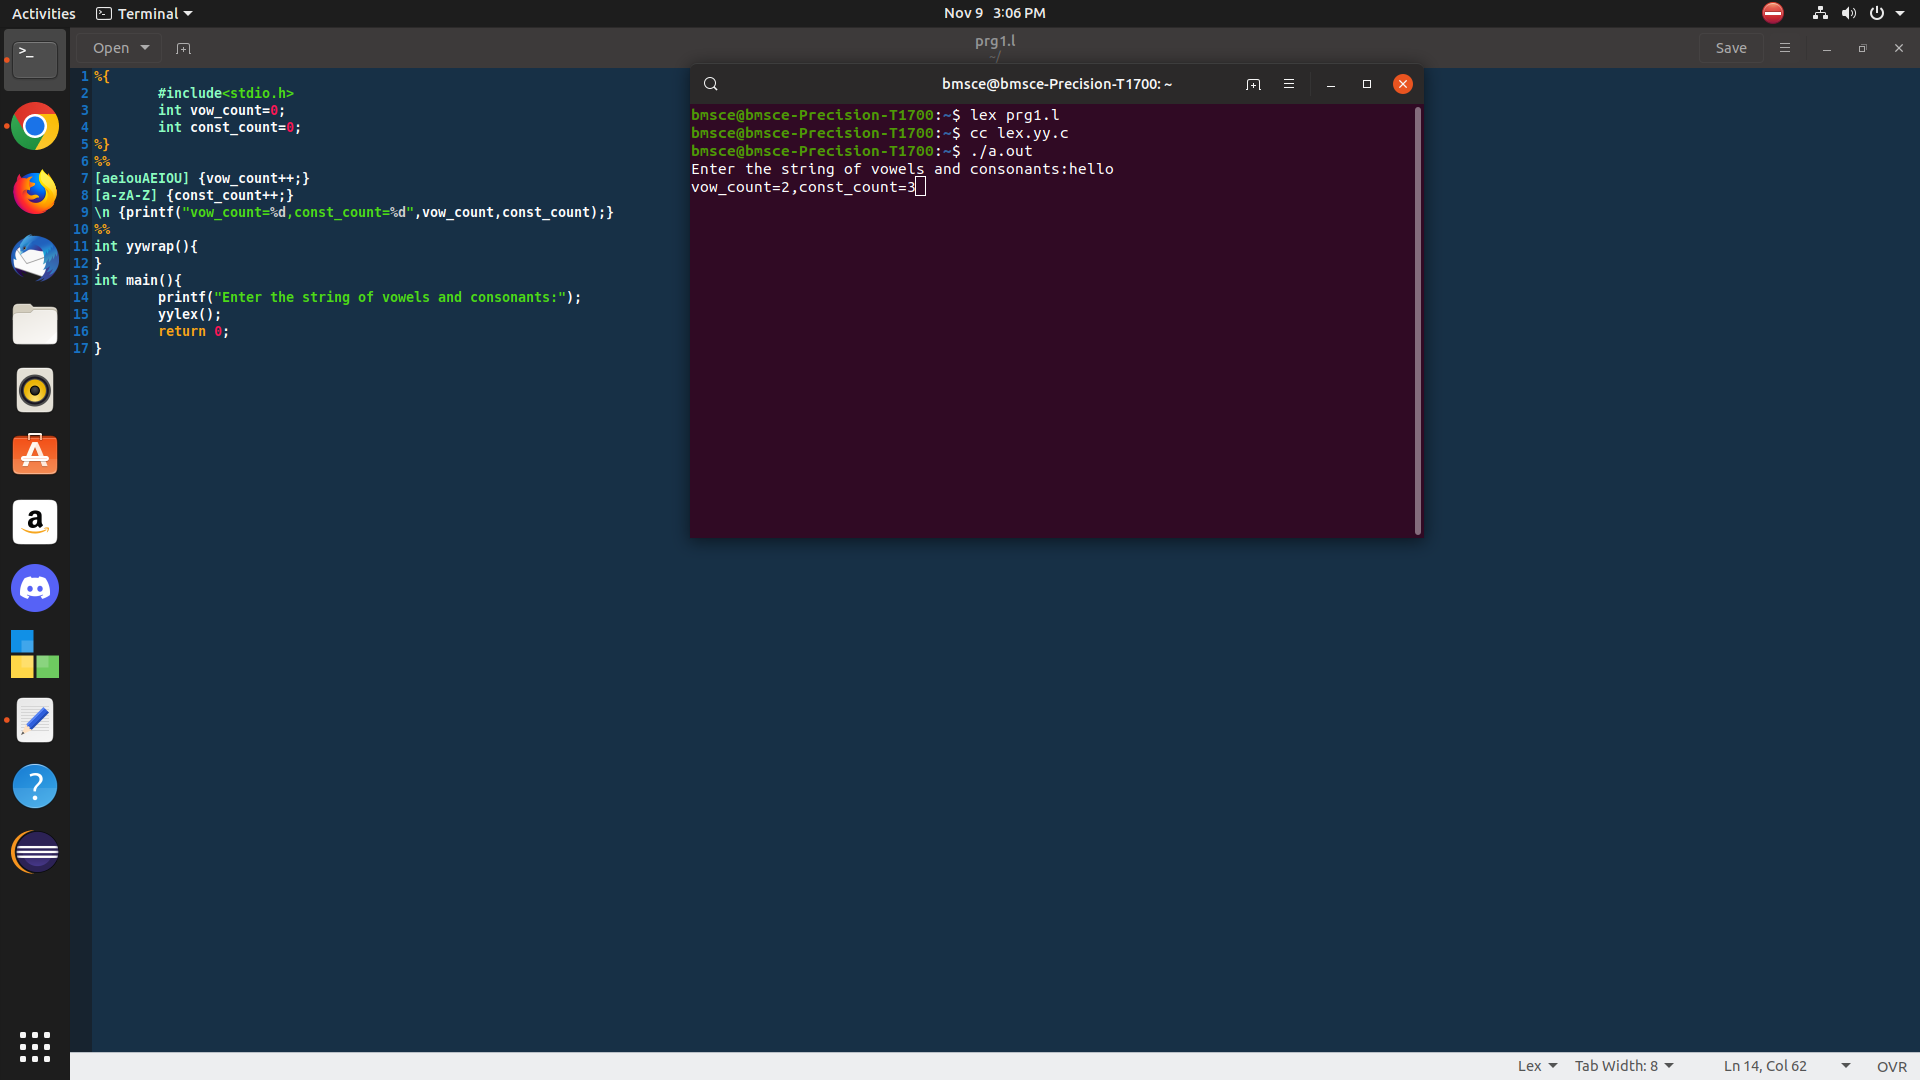 Activities Terminal Nov 9 3:06 PM
Open prg1.l Save
~/
1 %{
2 #include<stdio.h>
3 int vow_count=0;
4 int const_count=0;
5 %}
6 %%
7 [aeiouAEIOU] {vow_count++;}
8 [a-zA-Z] {const_count++;}
9 \n {printf("vow_count=%d,const_count=%d",vow_count,const_count);}
10 %%
11 int yywrap(){
12 }
13 int main(){
14 printf("Enter the string of vowels and consonants:");
15 yylex();
16 return 0;
17 }
bmsce@bmsce-Precision-T1700: ~
bmsce@bmsce-Precision-T1700:~$ lex prg1.l
bmsce@bmsce-Precision-T1700:~$ cc lex.yy.c
bmsce@bmsce-Precision-T1700:~$ ./a.out
Enter the string of vowels and consonants:hello
vow_count=2,const_count=3
Lex Tab Width: 8 Ln 14, Col 62 OVR